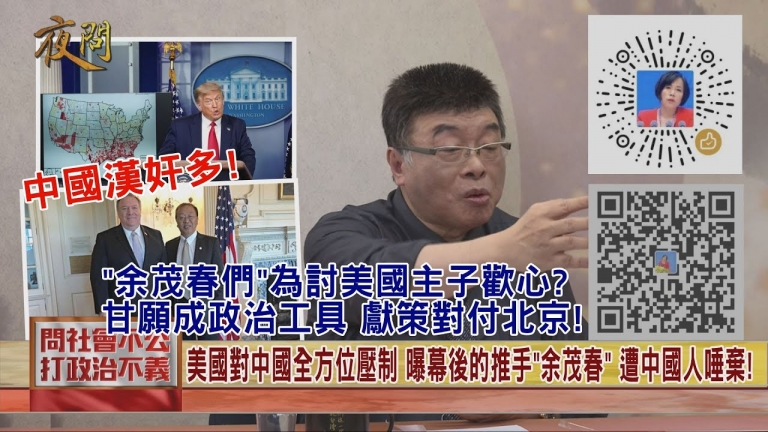 夜問
THE WHITE HOUSE
中國漢奸多!
"余茂春們"為討美國主子歡心?
甘願成政治工具 獻策對付北京!
問社會不公
打政治不義
美國對中國全方位壓制 曝幕後的推手"余茂春" 遭中國人唾棄!